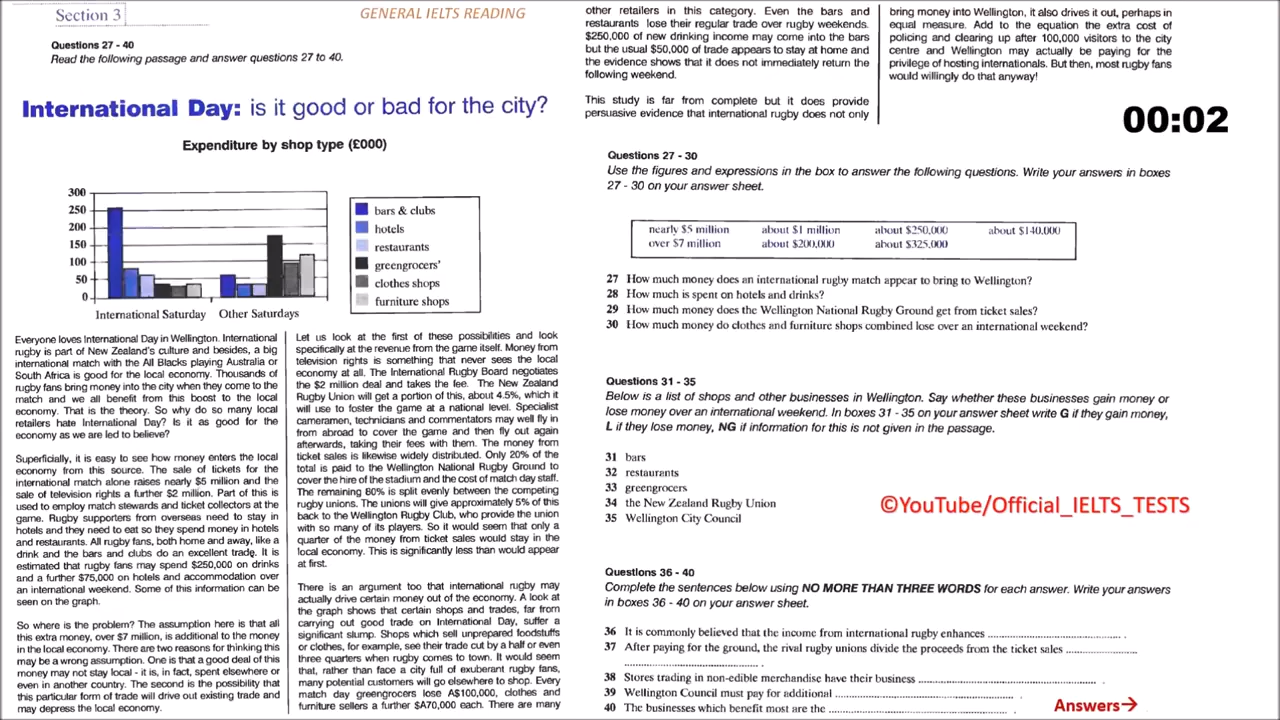 Section 3
GENERAL IELTS READING
Questions 27 - 40
Read the following passage and answer questions 27 to 40.
International Day: is it good or bad for the city?
Expenditure by shop type (£000)
300
250
200
150
100
50
0
International Saturday
Other Saturdays
bars & clubs
hotels
restaurants
greengrocers'
clothes shops
furniture shops
Everyone loves International Day in Wellington. International
rugby is part of New Zealand's culture and besides, a big
international match with the All Blacks playing Australia or
South Africa is good for the local economy. Thousands of
rugby fans bring money into the city when they come to the
match and we all benefit from this boost to the local
economy. That is the theory. So why do so many local
retailers hate International Day? Is it as good for the
economy as we are led to believe?
Superficially, it is easy to see how money enters the local
economy from this source. The sale of tickets for the
international match alone raises nearly $5 million and the
sale of television rights a further $2 million. Part of this is
used to employ match stewards and ticket collectors at the
game. Rugby supporters from overseas need to stay in
hotels and they need to eat so they spend money in hotels
and restaurants. All rugby fans, both home and away, like a
drink and the bars and clubs do an excellent trade. It is
estimated that rugby fans may spend $250,000 on drinks
and a further $75,000 on hotels and accommodation over
an international weekend. Some of this information can be
seen on the graph.
So where is the problem? The assumption here is that all
this extra money, over $7 million, is additional to the money
in the local economy. There are two reasons for thinking this
may be a wrong assumption. One is that a good deal of this
money may not stay local - it is, in fact, spent elsewhere or
even in another country. The second is the possibility that
this particular form of trade will drive out existing trade and
may depress the local economy.
Let us look at the first of these possibilities and look
specifically at the revenue from the game itself. Money from
television rights is something that never sees the local
economy at all. The International Rugby Board negotiates
the $2 million deal and takes the fee. The New Zealand
Rugby Union will get a portion of this, about 4.5%, which it
will use to foster the game at a national level. Specialist
cameramen, technicians and commentators may well fly in
from abroad to cover the game and then fly out again
afterwards, taking their fees with them. The money from
ticket sales is likewise widely distributed. Only 20% of the
total is paid to the Wellington National Rugby Ground to
cover the hire of the stadium and the cost of match day staff.
The remaining 80% is split evenly between the competing
rugby unions. The unions will give approximately 5% of this
back to the Wellington Rugby Club, who provide the union
with so many of its players. So it would seem that only a
quarter of the money from ticket sales would stay in the
local economy. This is significantly less than would appear
at first.
There is an argument too that international rugby may
actually drive certain money out of the economy. A look at
the graph shows that certain shops and trades, far from
carrying out good trade on International Day, suffer a
significant slump. Shops which sell unprepared foodstuffs
or clothes, for example, see their trade cut by a half or even
three quarters when rugby comes to town. It would seem
that, rather than face a city full of exuberant rugby fans,
many potential customers will go elsewhere to shop. Every
match day greengrocers lose A$100,000, clothes and
furniture sellers a further $A70,000 each. There are many
other retailers in this category. Even the bars and
restaurants lose their regular trade over rugby weekends.
$250,000 of new drinking income may come into the bars
but the usual $50,000 of trade appears to stay at home and
the evidence shows that it does not immediately return the
following weekend.
This study is far from complete but it does provide
persuasive evidence that international rugby does not only
bring money into Wellington, it also drives it out, perhaps in
equal measure. Add to the equation the extra cost of
policing and clearing up after 100,000 visitors to the city
centre and Wellington may actually be paying for the
privilege of hosting internationals. But then, most rugby fans
would willingly do that anyway!
00:02
Questions 27 - 30
Use the figures and expressions in the box to answer the following questions. Write your answers in boxes
27 - 30 on your answer sheet.
nearly $5 million about $1 million about $250,000 about $140,000
over $7 million about $200,000 about $325,000
27 How much money does an international rugby match appear to bring to Wellington?
28 How much is spent on hotels and drinks?
29 How much money does the Wellington National Rugby Ground get from ticket sales?
30 How much money do clothes and furniture shops combined lose over an international weekend?
Questions 31 - 35
Below is a list of shops and other businesses in Wellington. Say whether these businesses gain money or
lose money over an international weekend. In boxes 31 - 35 on your answer sheet write G if they gain money,
L if they lose money, NG if information for this is not given in the passage.
31 bars
32 restaurants
33 greengrocers
34 the New Zealand Rugby Union
35 Wellington City Council
©YouTube/Official_IELTS_TESTS
Questions 36 - 40
Complete the sentences below using NO MORE THAN THREE WORDS for each answer. Write your answers
in boxes 36 - 40 on your answer sheet.
36 It is commonly believed that the income from international rugby enhances ....................................
37 After paying for the ground, the rival rugby unions divide the proceeds from the ticket sales ...................
.............................
38 Stores trading in non-edible merchandise have their business ...............................................
39 Wellington Council must pay for additional ...............................................
40 The businesses which benefit most are the ...............................................
Answers→